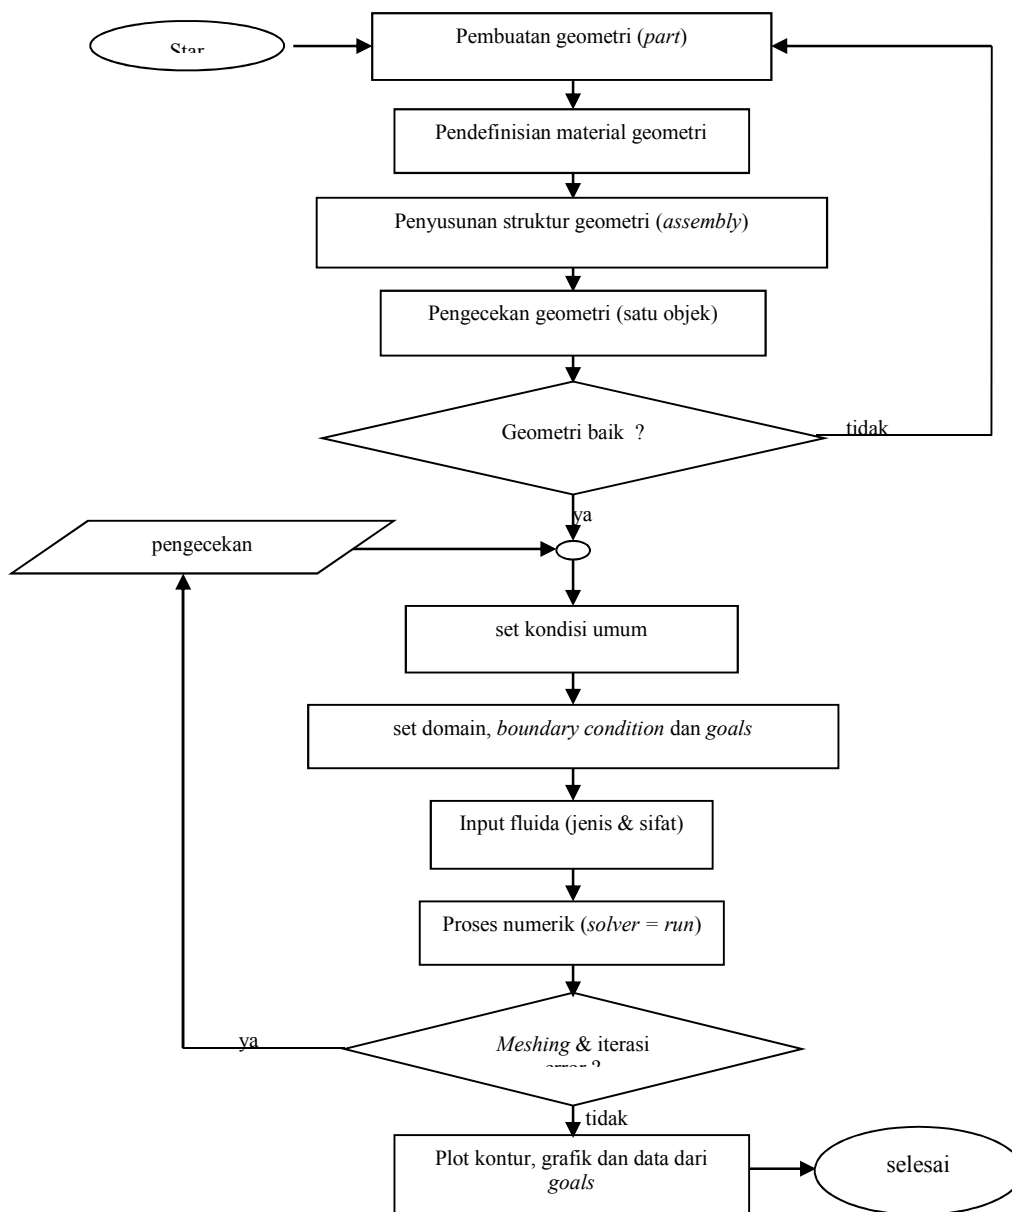 Star
Pembuatan geometri (part)
Pendefinisian material geometri
Penyusunan struktur geometri (assembly)
Pengecekan geometri (satu objek)
Geometri baik ?
tidak
ya
pengecekan
set kondisi umum
set domain, boundary condition dan goals
Input fluida (jenis & sifat)
Proses numerik (solver = run)
ya
Meshing & iterasi
error ?
tidak
Plot kontur, grafik dan data dari
goals
selesai